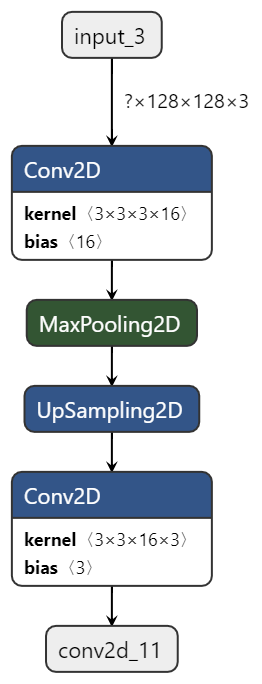 input_3
?×128×128×3
Conv2D
kernel〈3×3×3×16〉
bias〈16〉
MaxPooling2D
UpSampling2D
Conv2D
kernel〈3×3×16×3〉
bias〈3〉
conv2d_11